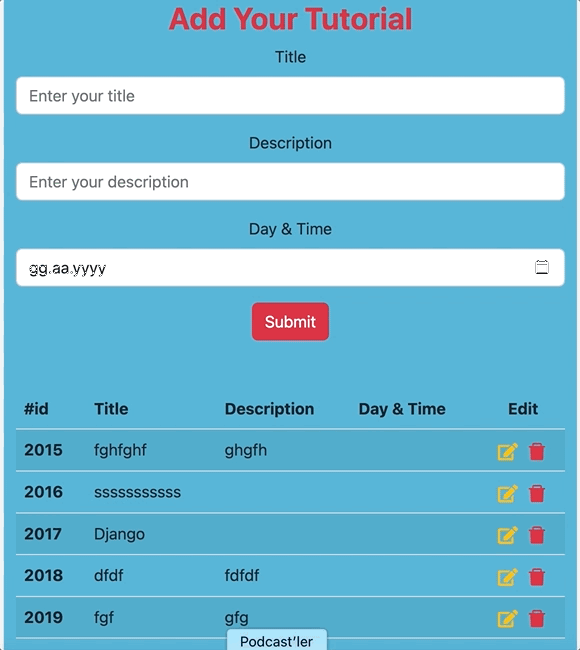 Add Your Tutorial
Title
Enter your title
Description
Enter your description
Day & Time
gg.aa.yyyy
Submit
#id Title Description Day & Time Edit
2015 fghfghf ghgfh
2016 sssssssssss
2017 Django
2018 dfdf fdfdf
2019 fgf gfg
Podcast'ler